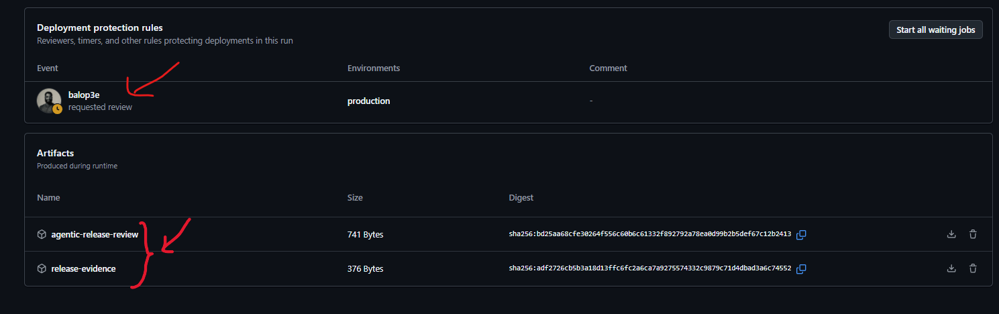 Deployment protection rules
Start all waiting jobs
Reviewers, timers, and other rules protecting deployments in this run
Event Environments Comment
balop3e
requested review
production
-
Artifacts
Produced during runtime
Name Size Digest
agentic-release-review 741 Bytes sha256:bd25aa68cfe30264f556c60b6c61332f892792a78ea0d99b2b5def67c12b2413
release-evidence 376 Bytes sha256:adf2726cb5b3a18d13ffc6fc2a6ca7a9275574332c9879c71d4dbad3a6c74552